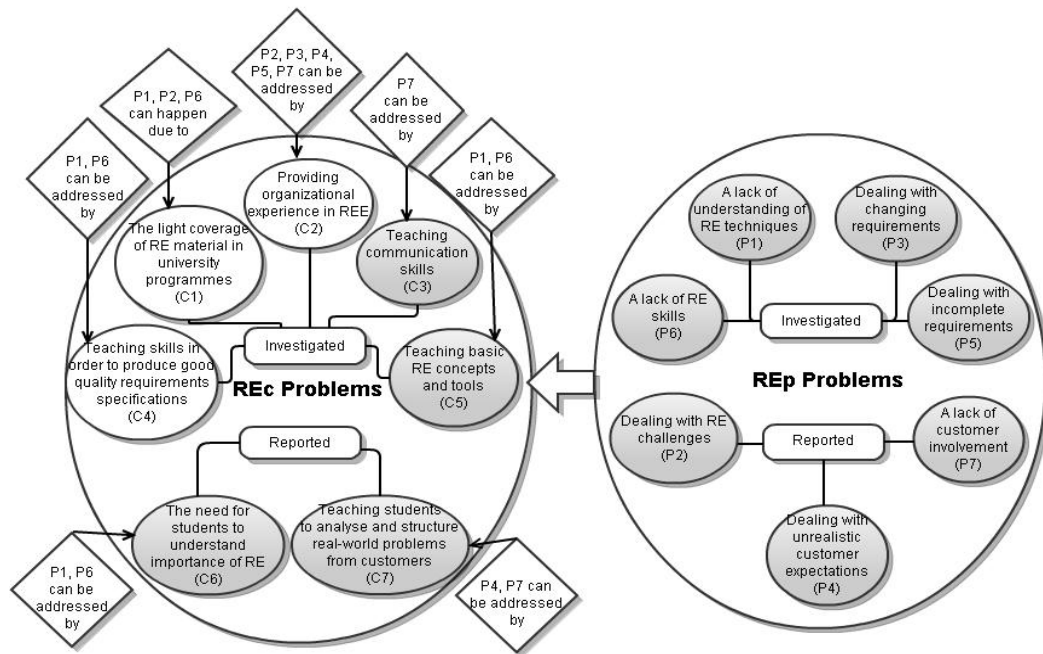 P2, P3, P4,
P5, P7 can be
addressed
by
P1, P2, P6
can happen
due to
P7
can be
addressed
by
P1, P6
can be
addressed
by
P1, P6
can be
addressed
by
Providing
organizational
experience in REE
(C2)
The light coverage
of RE material in
university
programmes
(C1)
Teaching
communication
skills
(C3)
Investigated
Teaching skills in
order to produce good
quality requirements
specifications
(C4)
REc Problems
Teaching basic
RE concepts
and tools
(C5)
Reported
The need for
students to
understand
importance of RE
(C6)
Teaching students
to analyse and structure
real-world problems
from customers
(C7)
P1, P6
can be
addressed
by
P4, P7 can
be addressed
by
A lack of
understanding of
RE techniques
(P1)
Dealing with
changing
requirements
(P3)
A lack of RE
skills
(P6)
Investigated
Dealing with
incomplete
requirements
(P5)
REp Problems
Dealing with RE
challenges
(P2)
Reported
A lack of
customer
involvement
(P7)
Dealing with
unrealistic
customer
expectations
(P4)